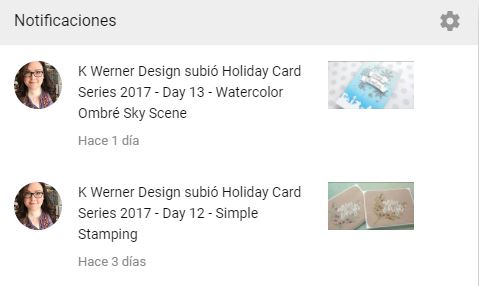 Notificaciones
K Werner Design subió Holiday Card
Series 2017 - Day 13 - Watercolor
Ombré Sky Scene
Hace 1 día
K Werner Design subió Holiday Card
Series 2017 - Day 12 - Simple
Stamping
Hace 3 días